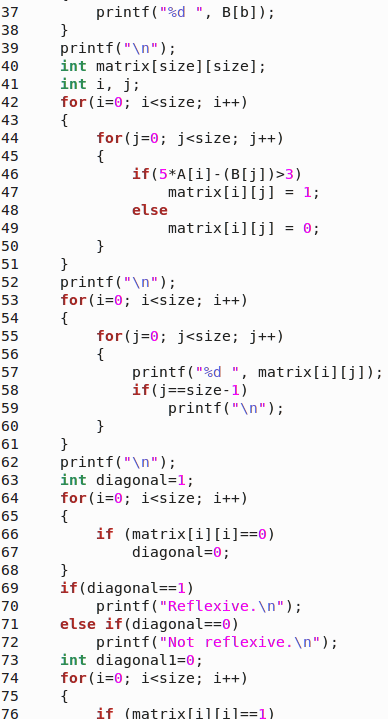 37 printf("%d ", B[b]);
38 }
39 printf("\n");
40 int matrix[size][size];
41 int i, j;
42 for(i=0; i<size; i++)
43 {
44 for(j=0; j<size; j++)
45 {
46 if(5*A[i]-(B[j])>3)
47 matrix[i][j] = 1;
48 else
49 matrix[i][j] = 0;
50 }
51 }
52 printf("\n");
53 for(i=0; i<size; i++)
54 {
55 for(j=0; j<size; j++)
56 {
57 printf("%d ", matrix[i][j]);
58 if(j==size-1)
59 printf("\n");
60 }
61 }
62 printf("\n");
63 int diagonal=1;
64 for(i=0; i<size; i++)
65 {
66 if (matrix[i][i]==0)
67 diagonal=0;
68 }
69 if(diagonal==1)
70 printf("Reflexive.\n");
71 else if(diagonal==0)
72 printf("Not reflexive.\n");
73 int diagonal1=0;
74 for(i=0; i<size; i++)
75 {
76 if (matrix[i][i]==1)